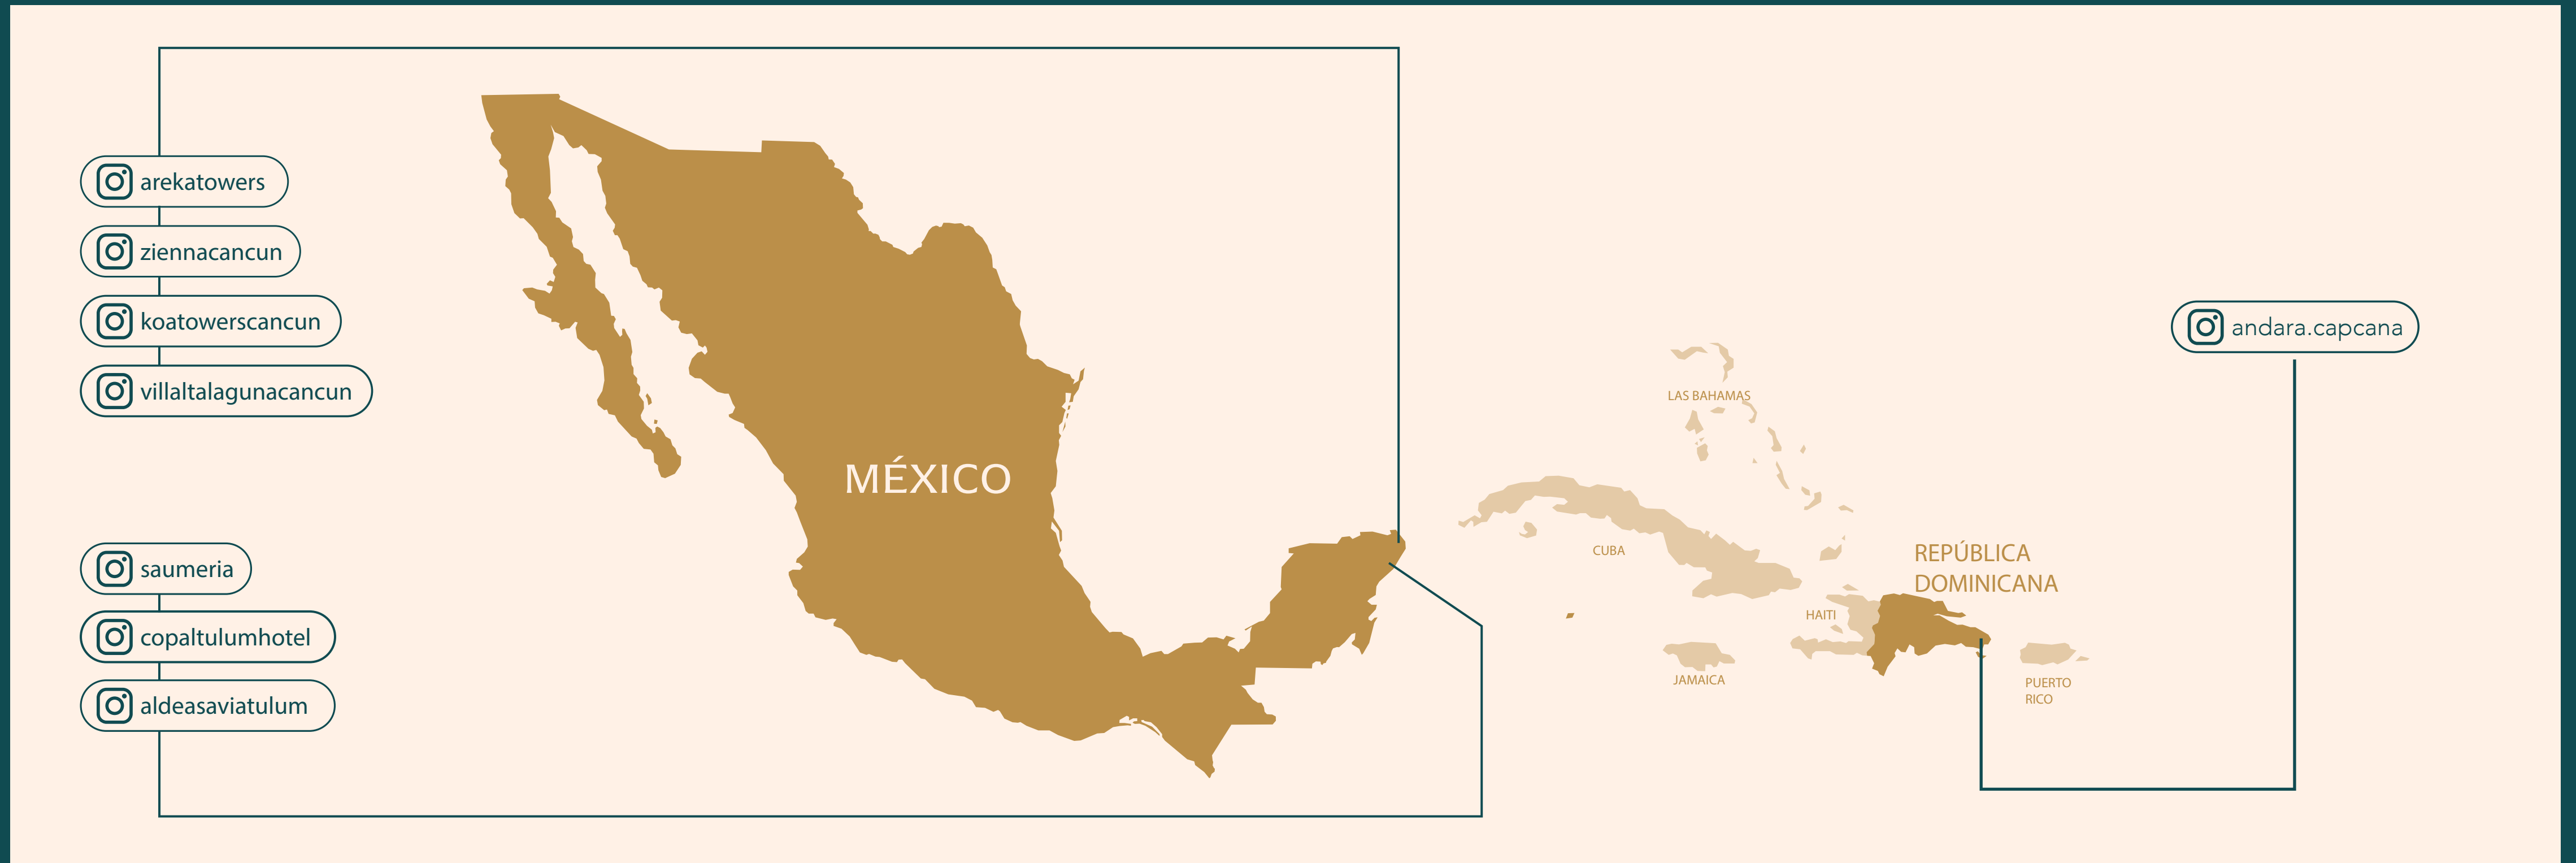 arekatowers
ziennacancun
koatowerscancun
villaltalagunacancun
saumeria
copaltulumhotel
aldeasaviatulum
MÉXICO
LAS BAHAMAS
CUBA
HAITI
JAMAICA
REPÚBLICA
DOMINICANA
PUERTO
RICO
andara.capcana